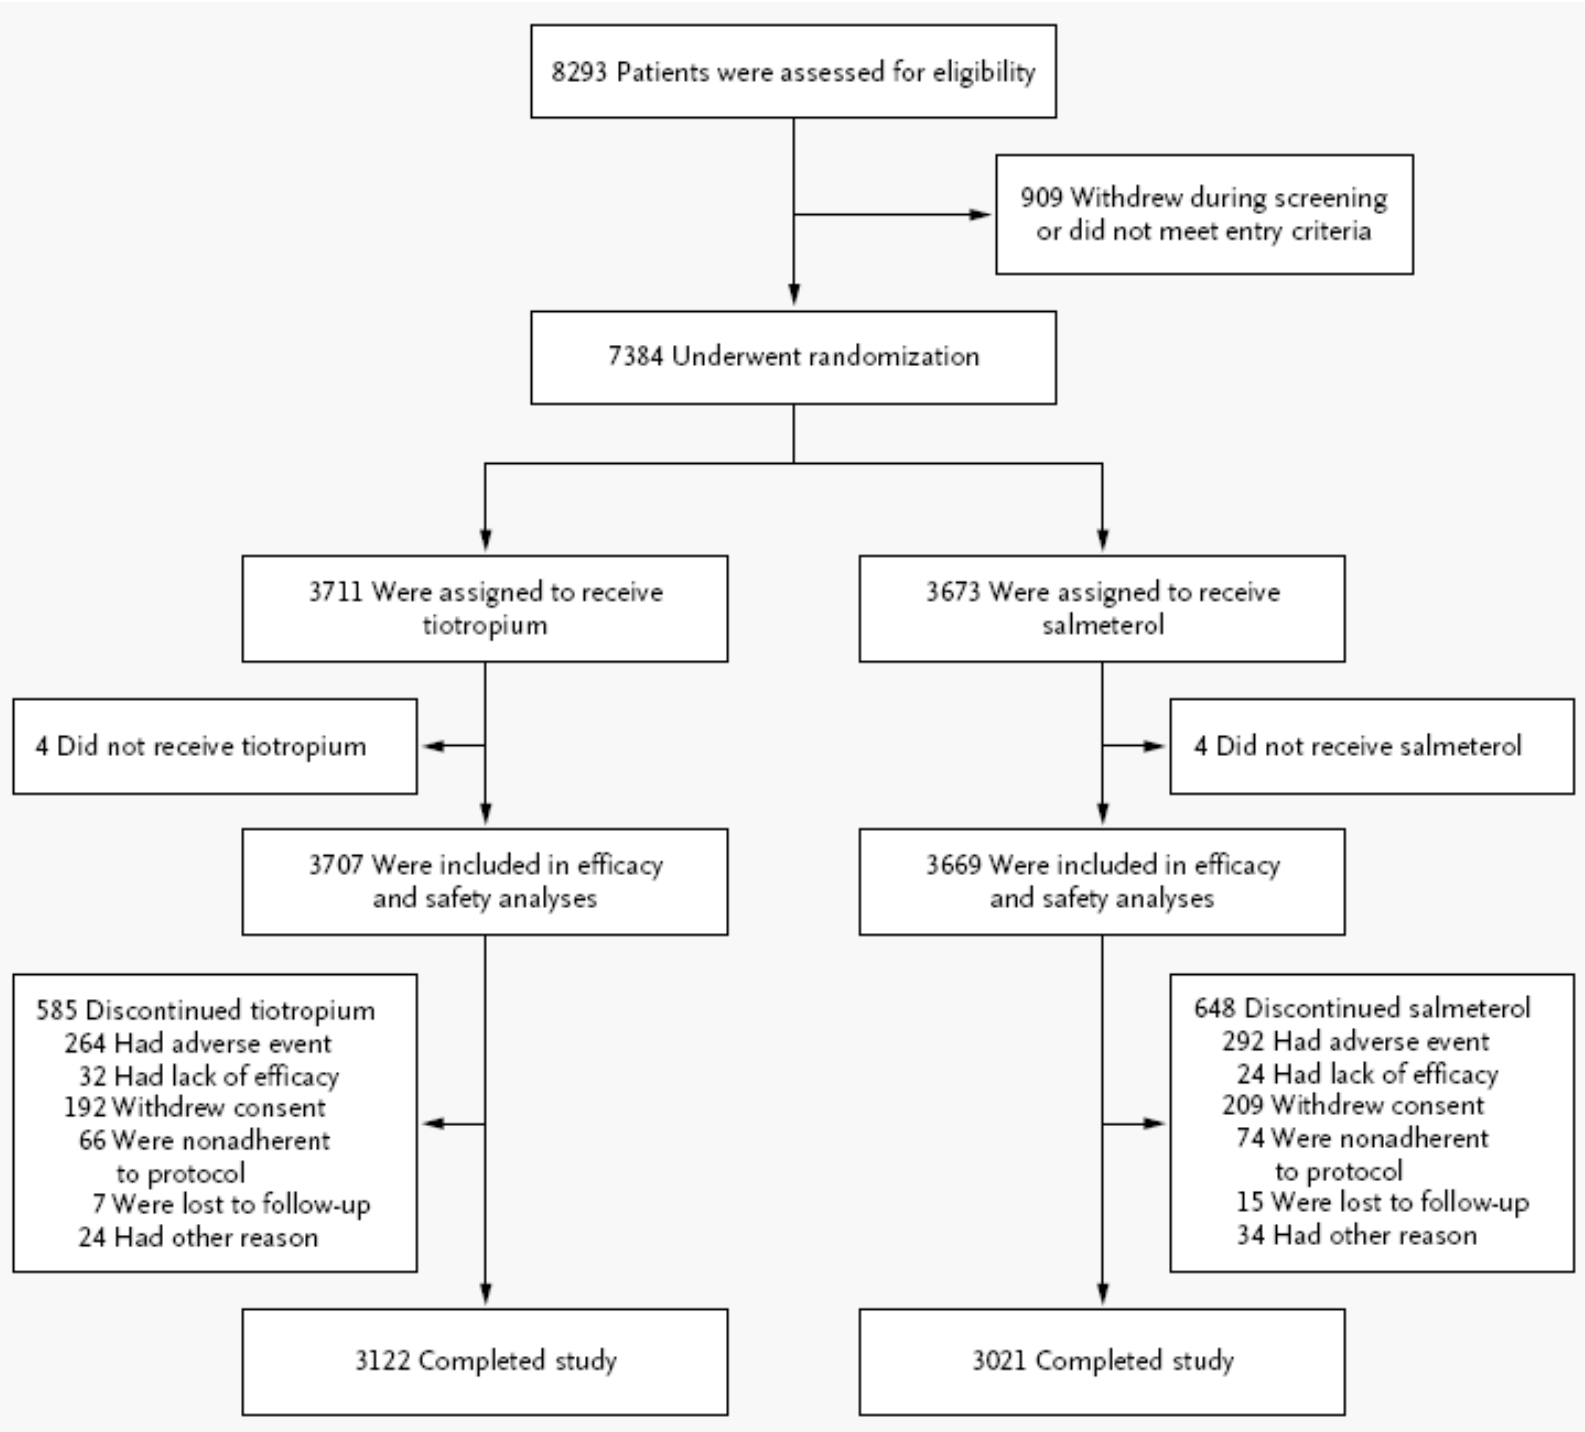 8293 Patients were assessed for eligibility
909 Withdrew during screening
or did not meet entry criteria
7384 Underwent randomization
3711 Were assigned to receive
tiotropium
3673 Were assigned to receive
salmeterol
4 Did not receive tiotropium
4 Did not receive salmeterol
3707 Were included in efficacy
and safety analyses
3669 Were included in efficacy
and safety analyses
585 Discontinued tiotropium
264 Had adverse event
32 Had lack of efficacy
192 Withdrew consent
66 Were nonadherent
to protocol
7 Were lost to follow-up
24 Had other reason
648 Discontinued salmeterol
292 Had adverse event
24 Had lack of efficacy
209 Withdrew consent
74 Were nonadherent
to protocol
15 Were lost to follow-up
34 Had other reason
3122 Completed study
3021 Completed study